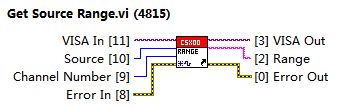 Get Source Range.vi (4815)
VISA In [11]
Source [10]
Channel Number [9]
Error In [8]
CSX00
RANGE
[3] VISA Out
[2] Range
[0] Error Out